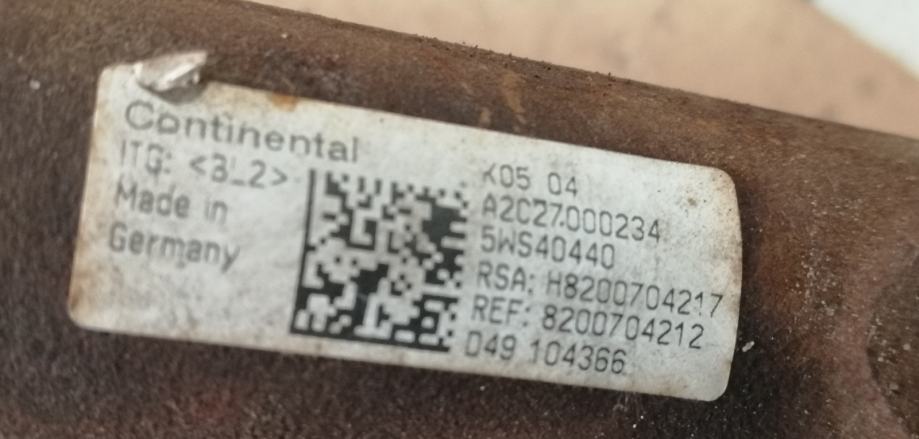 Continental
ITG: <3_2>
Made in
Germany
K05 04
A2C27000234
5WS40440
RSA: H8200704217
REF: 8200704212
D49 104366